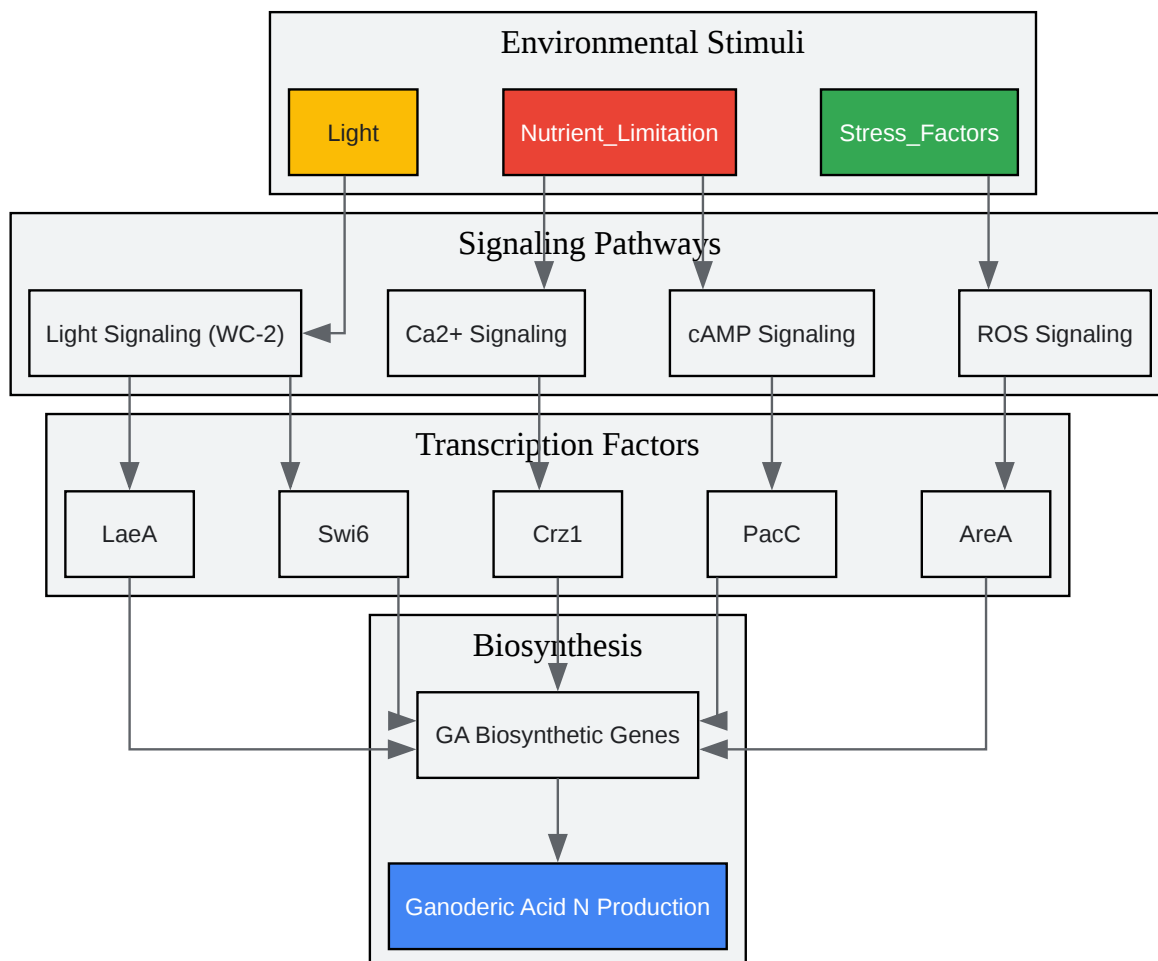 Environmental Stimuli
Light
Nutrient_Limitation
Stress_Factors
Signaling Pathways
Light Signaling (WC-2)
Ca2+ Signaling
cAMP Signaling
ROS Signaling
Transcription Factors
LaeA
Swi6
Crz1
PacC
AreA
Biosynthesis
GA Biosynthetic Genes
Ganoderic Acid N Production